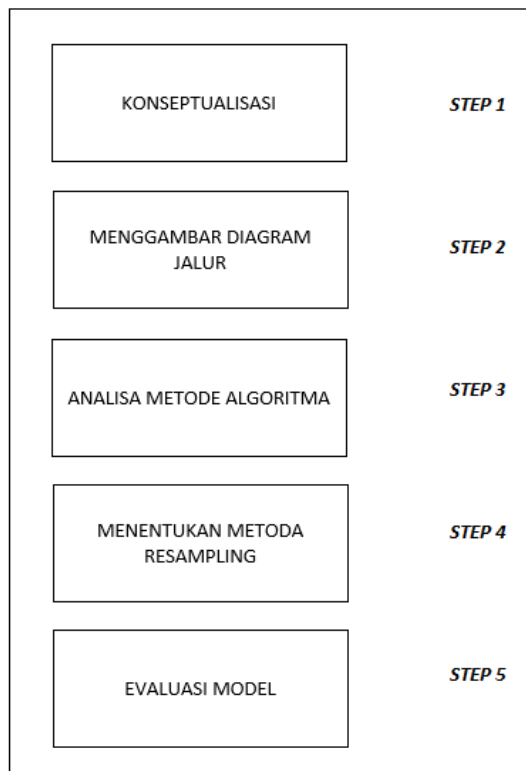 KONSEPTUALISASI
STEP 1
MENGGAMBAR DIAGRAM
JALUR
STEP 2
ANALISA METODE ALGORITMA
STEP 3
MENENTUKAN METODA
RESAMPLING
STEP 4
EVALUASI MODEL
STEP 5